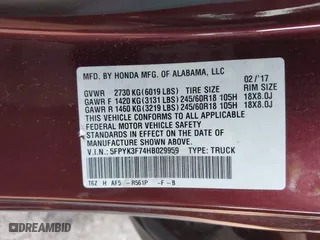 MFD. BY HONDA MFG. OF ALABAMA, LLC
02/'17
GVWR 2730 KG (6019 LBS) TIRE SIZE RIM SIZE
GAWR F 1420 KG (3131 LBS) 245/60R18 105H 18X8.0J
GAWR R 1460 KG (3219 LBS) 245/60R18 105H 18X8.0J
THIS VEHICLE CONFORMS TO ALL APPLICABLE
FEDERAL MOTOR VEHICLE SAFETY
STANDARDS IN EFFECT ON THE DATE OF
MANUFACTURE SHOWN ABOVE.
V.I.N.: 5FPYK3F74HB029959 TYPE: TRUCK
T6Z H AF5 - R561P -F-B
© DealerCenter